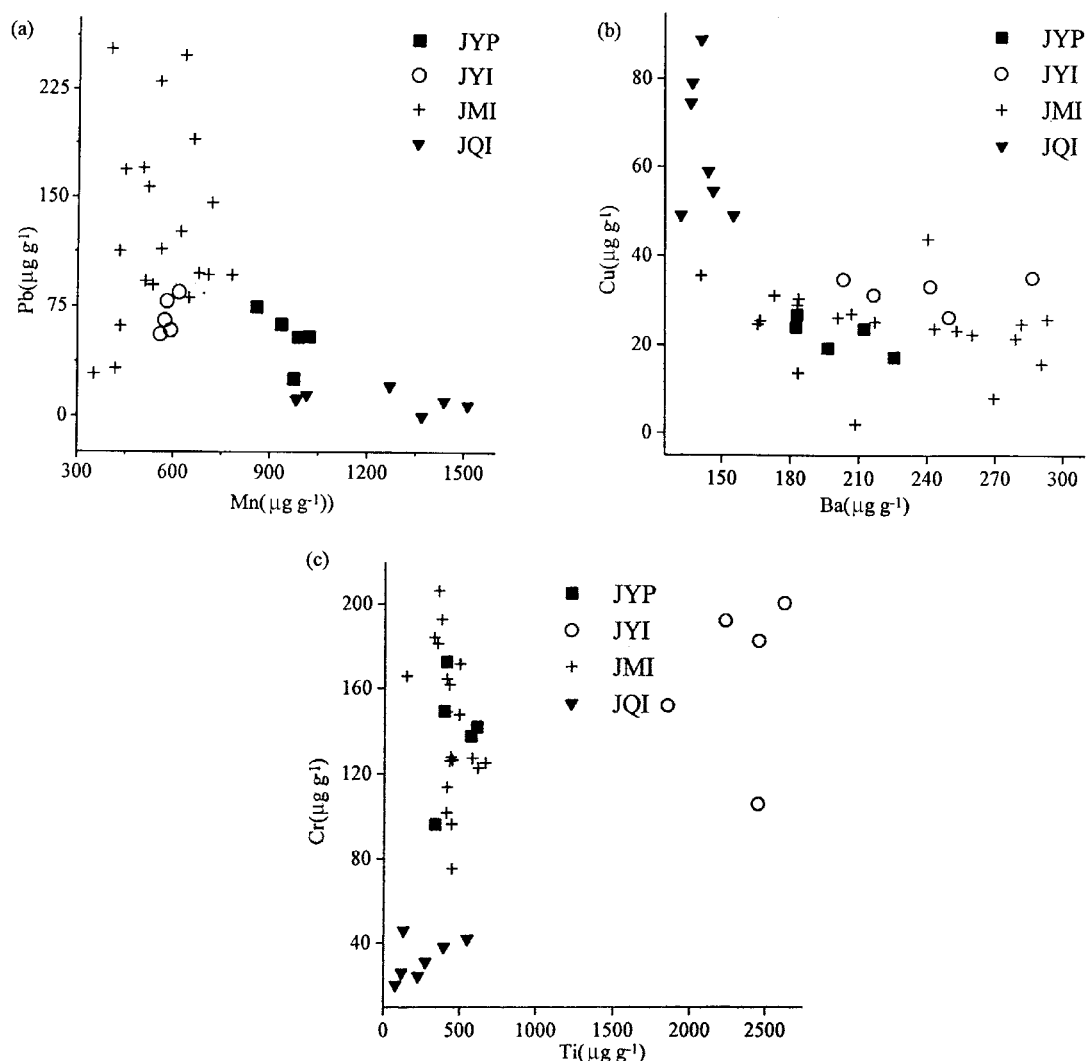 (a)
JYP
JYI
JMI
JQI
225
150
75
0
300
600
900
1200
1500
Pb(μg g⁻¹)
Mn(μg g⁻¹))
(b)
JYP
JYI
JMI
JQI
80
60
40
20
0
150
180
210
240
270
300
Cu(μg g⁻¹)
Ba(μg g⁻¹)
(c)
JYP
JYI
JMI
JQI
200
160
120
80
40
0
500
1000
1500
2000
2500
Cr(μg g⁻¹)
Ti(μg g⁻¹)